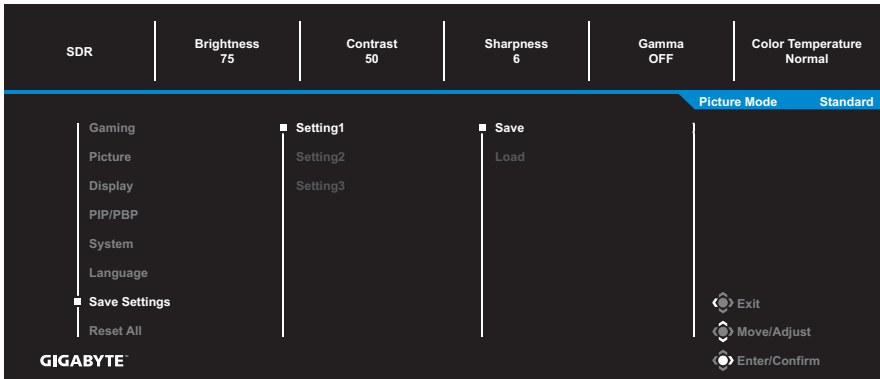 SDR
Brightness
75
Contrast
50
Sharpness
6
Gamma
OFF
Color Temperature
Normal
Picture Mode Standard
Gaming
Picture
Display
PIP/PBP
System
Language
Save Settings
Reset All
Setting1
Setting2
Setting3
Save
Load
Exit
Move/Adjust
Enter/Confirm
GIGABYTE™